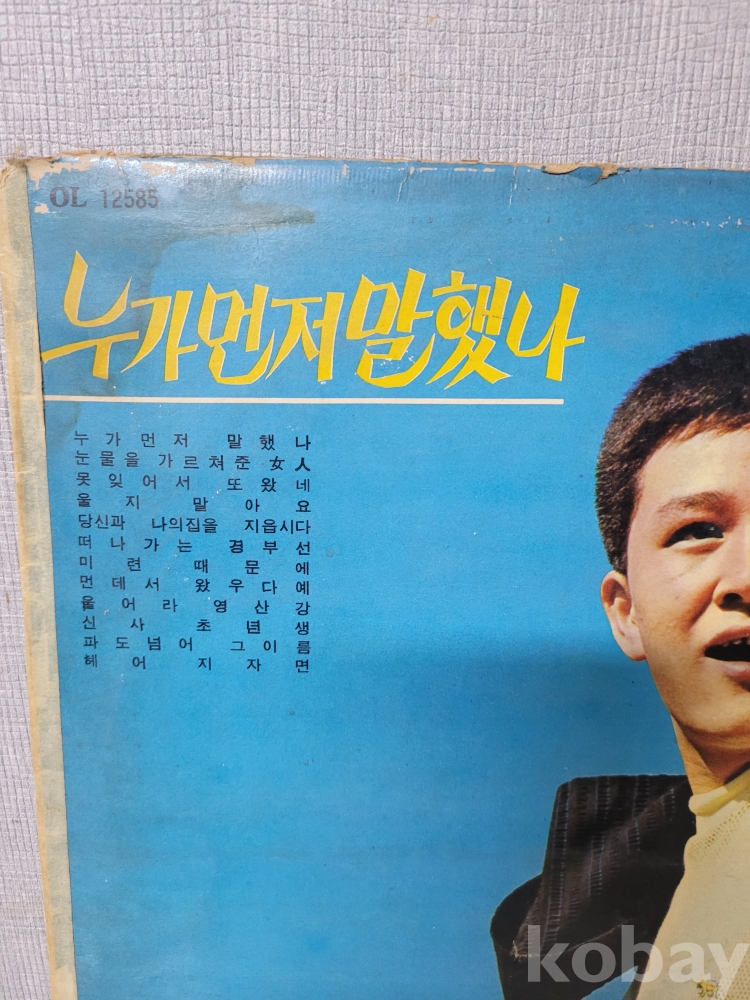 OL 12585
누가먼저말했나
누가먼저 말했나
눈물을 가르쳐준 女人
못잊어서 또 왔네
울지 말아요
당신과 나의집을 지읍시다
떠나가는 경부선
미련 때문에
먼데서 왔우다예
울어라 영산강
신사 초년생
파도넘어 그이름
헤어지자면
kobay